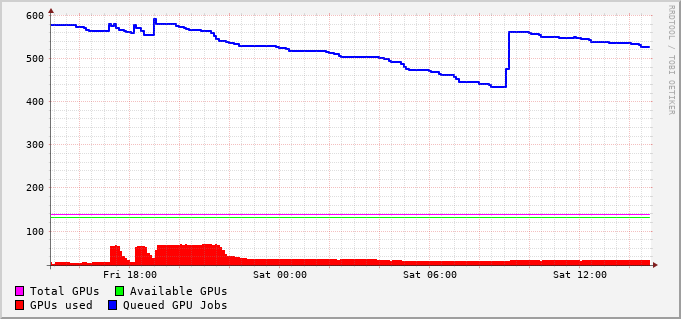 600
500
400
300
200
100
Fri 18:00 Sat 00:00 Sat 06:00 Sat 12:00
Total GPUs Available GPUs
GPUs used Queued GPU Jobs
RRDTOOL / TOBI OETIKER